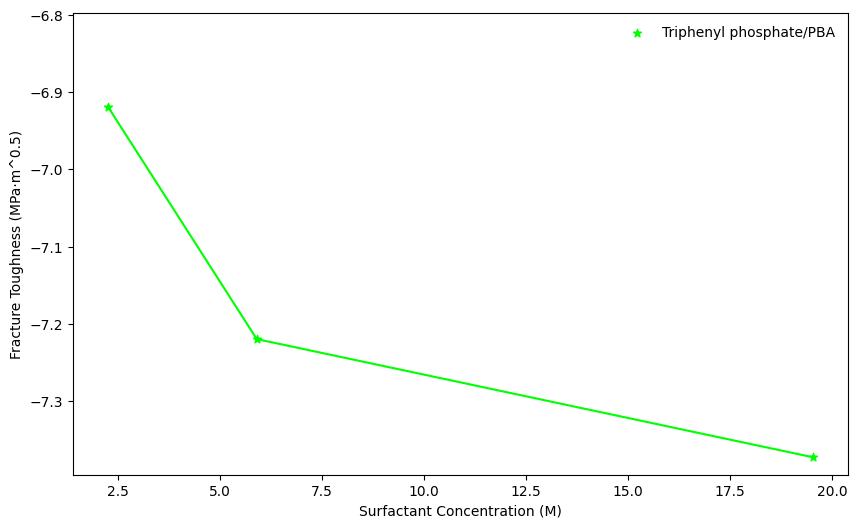 Triphenyl phosphate/PBA
Fracture Toughness (MPa·m^0.5)
−6.8
−6.9
−7.0
−7.1
−7.2
−7.3
2.5 5.0 7.5 10.0 12.5 15.0 17.5 20.0
Surfactant Concentration (M)